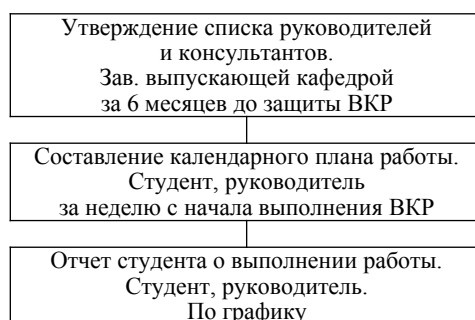 Утверждение списка руководителей
и консультантов.
Зав. выпускающей кафедрой
за 6 месяцев до защиты ВКР
Составление календарного плана работы.
Студент, руководитель
за неделю с начала выполнения ВКР
Отчет студента о выполнении работы.
Студент, руководитель.
По графику